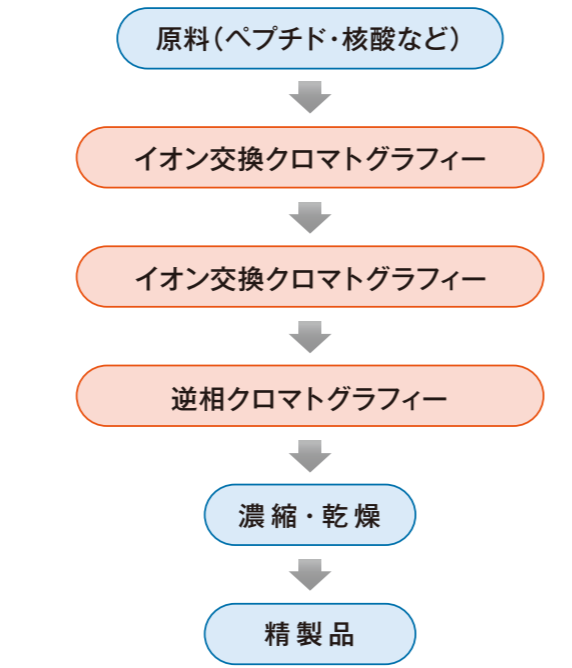 原料（ペプチド・核酸など）
イオン交換クロマトグラフィー
イオン交換クロマトグラフィー
逆相クロマトグラフィー
濃縮・乾燥
精製品